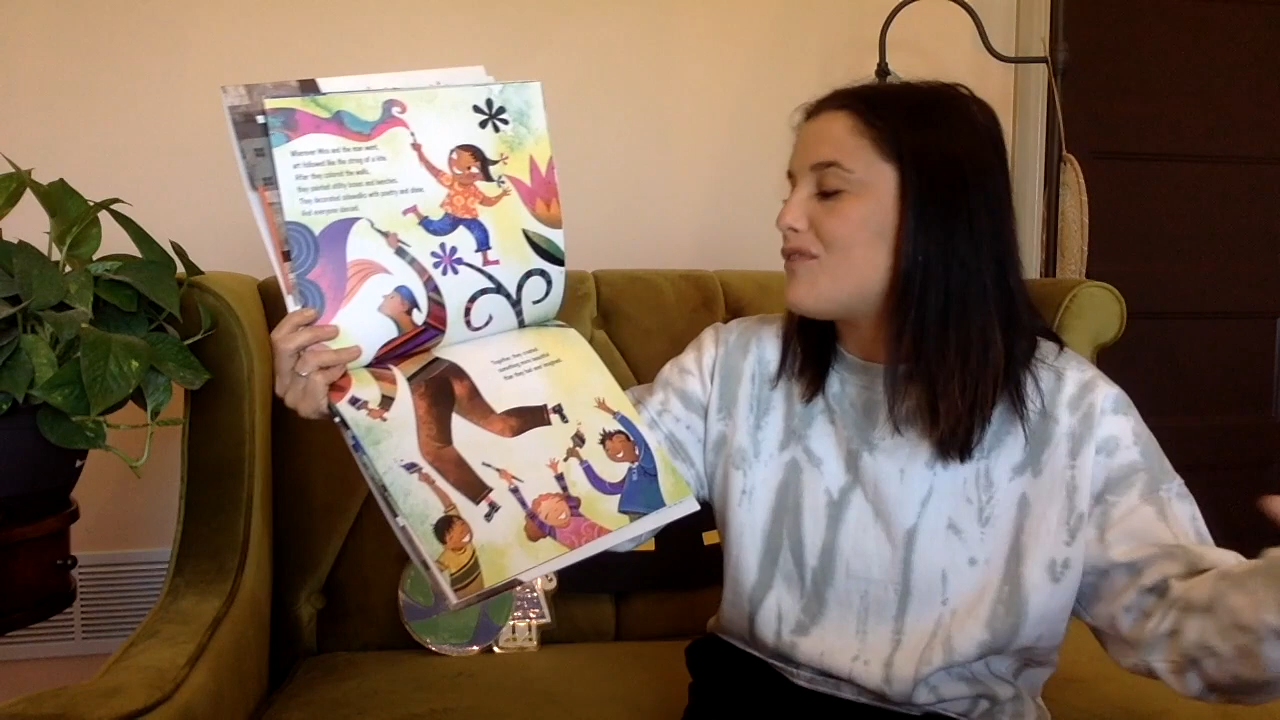 Wherever Mira and the man went,
art followed like the string of a kite.
After they colored the walls,
they painted utility boxes and benches.
They decorated sidewalks with poetry and shine.
And everyone danced.
Together, they created
something more beautiful
than they had ever imagined.